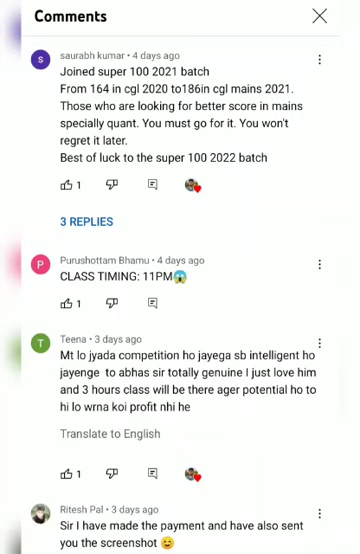 Comments
S
saurabh kumar • 4 days ago
Joined super 100 2021 batch
From 164 in cgl 2020 to186in cgl mains 2021.
Those who are looking for better score in mains
specially quant. You must go for it. You won't
regret it later.
Best of luck to the super 100 2022 batch
1
3 REPLIES
P
Purushottam Bhamu • 4 days ago
CLASS TIMING: 11PM😱
1
T
Teena • 3 days ago
Mt lo jyada competition ho jayega sb intelligent ho
jayenge to abhas sir totally genuine I just love him
and 3 hours class will be there ager potential ho to
hi lo wrna koi profit nhi he
Translate to English
1
Ritesh Pal • 3 days ago
Sir I have made the payment and have also sent
you the screenshot 😊